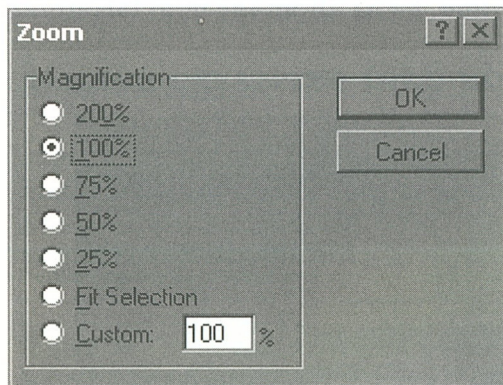 Zoom
Magnification
200%
100%
75%
50%
25%
Fit Selection
Custom: 100 %
OK
Cancel